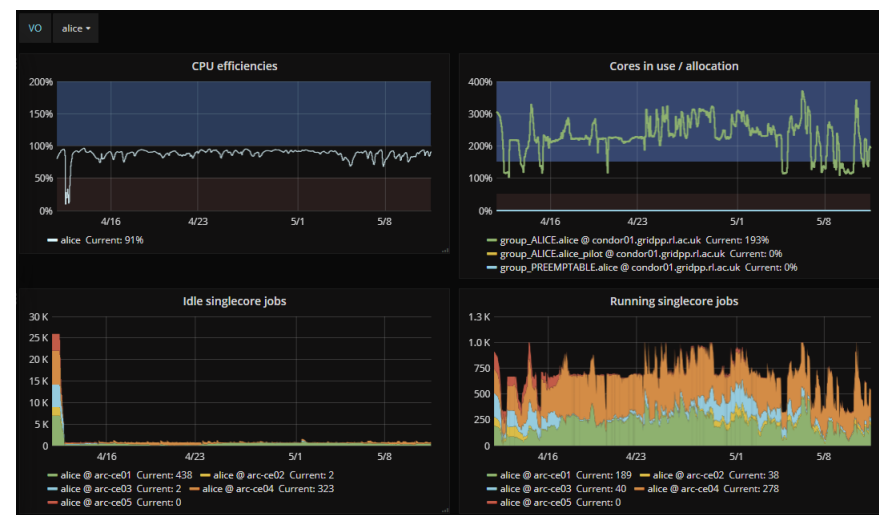 VO alice
CPU efficiencies
200%
150%
100%
50%
0%
4/16 4/23 5/1 5/8
alice Current: 91%
Cores in use / allocation
400%
300%
200%
100%
0%
4/16 4/23 5/1 5/8
group_ALICE.alice @ condor01.gridpp.rl.ac.uk Current: 193%
group_ALICE.alice_pilot @ condor01.gridpp.rl.ac.uk Current: 0%
group_PREEMPTABLE.alice @ condor01.gridpp.rl.ac.uk Current: 0%
Idle singlecore jobs
30 K
25 K
20 K
15 K
10 K
5 K
0
4/16 4/23 5/1 5/8
alice @ arc-ce01 Current: 438 alice @ arc-ce02 Current: 2
alice @ arc-ce03 Current: 2 alice @ arc-ce04 Current: 323
alice @ arc-ce05 Current: 0
Running singlecore jobs
1.3 K
1.0 K
750
500
250
0
4/16 4/23 5/1 5/8
alice @ arc-ce01 Current: 189 alice @ arc-ce02 Current: 38
alice @ arc-ce03 Current: 40 alice @ arc-ce04 Current: 278
alice @ arc-ce05 Current: 0